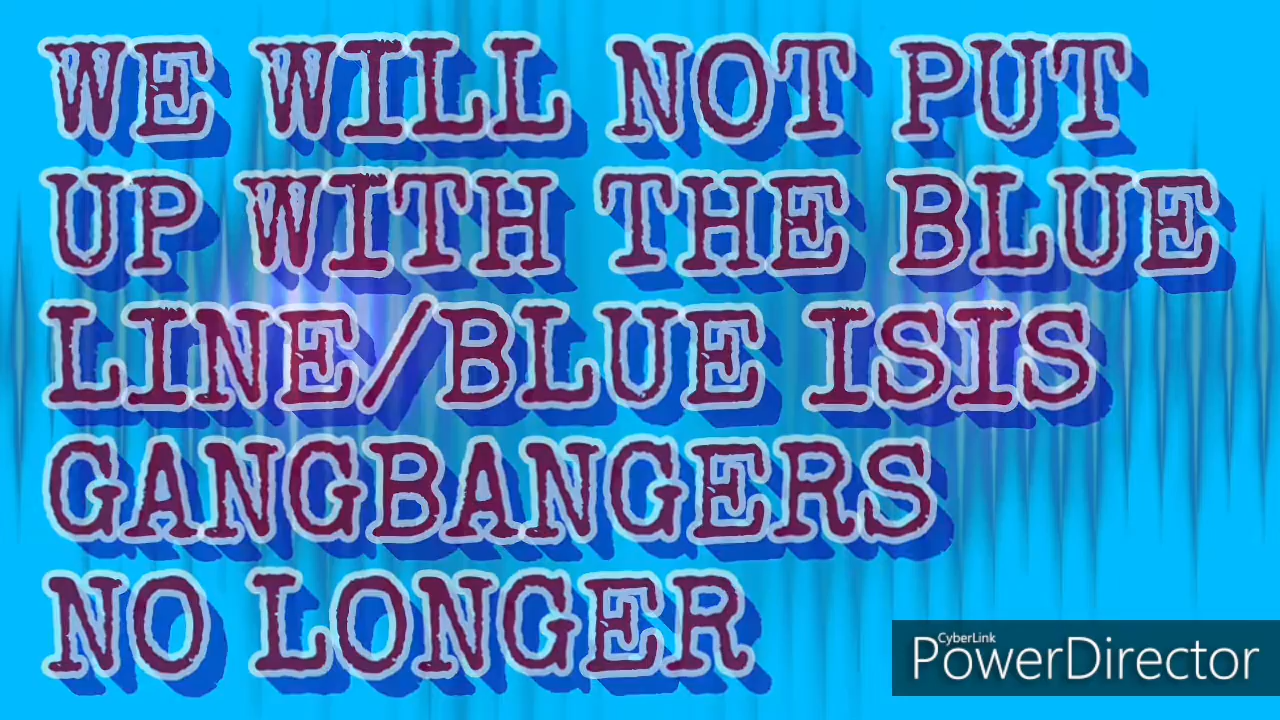 WE WILL NOT PUT
UP WITH THE BLUE
LINE/BLUE ISIS
GANGBANGERS
NO LONGER
CyberLink
PowerDirector